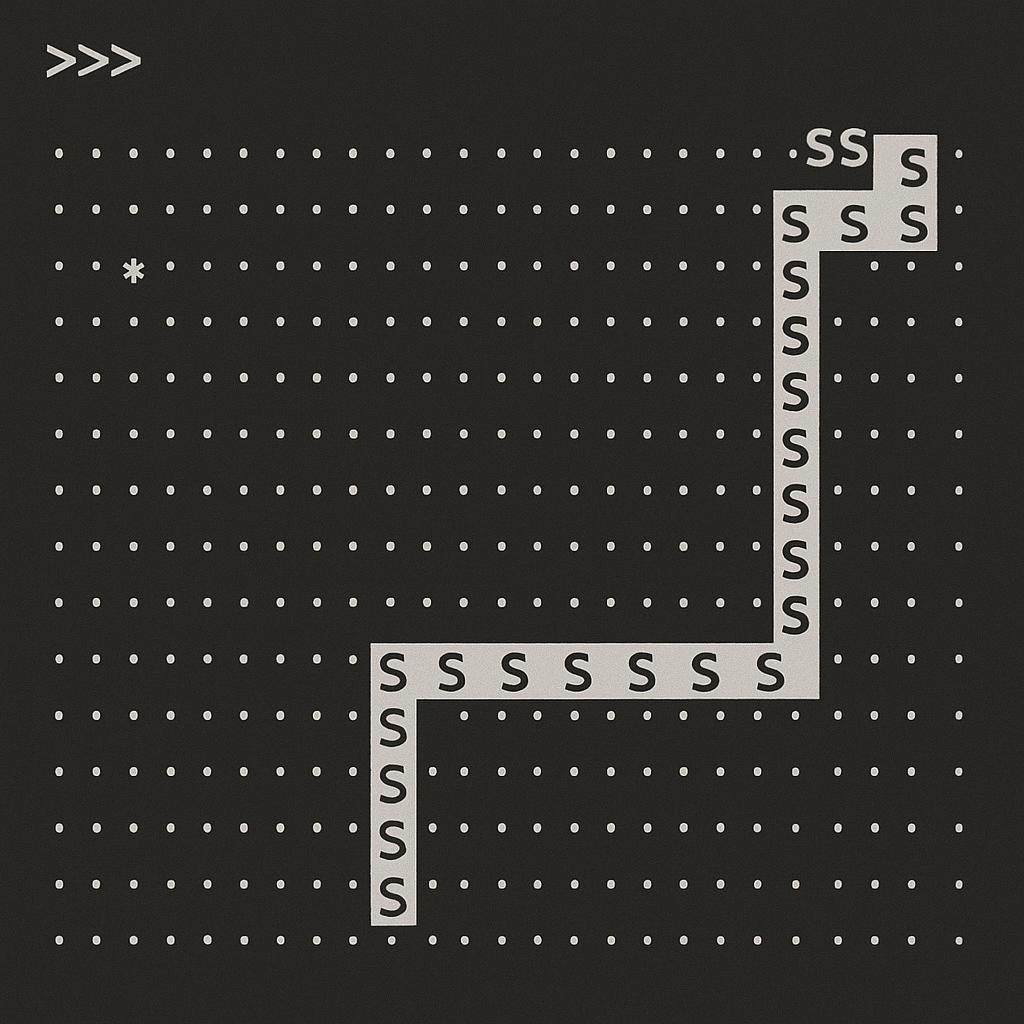 >>>
. . . . . . . . . . . . . . . . . . . . . SS S .
. . . . . . . . . . . . . . . . . . . . S S S .
. . * . . . . . . . . . . . . . . . . . S . . .
. . . . . . . . . . . . . . . . . . . . S . . . .
. . . . . . . . . . . . . . . . . . . . S . . . .
. . . . . . . . . . . . . . . . . . . . S . . . .
. . . . . . . . . . . . . . . . . . . . S . . . .
. . . . . . . . . . . . . . . . . . . . S . . . .
. . . . . . . . . . . . . . . . . . . . S . . . .
. . . . . . . . . S S S S S S S . . . .
. . . . . . . . . S . . . . . . . . . . . . . .
. . . . . . . . . S . . . . . . . . . . . . . . .
. . . . . . . . . S . . . . . . . . . . . . . . .
. . . . . . . . . S . . . . . . . . . . . . . . .
. . . . . . . . . . . . . . . . . . . . . . . . .